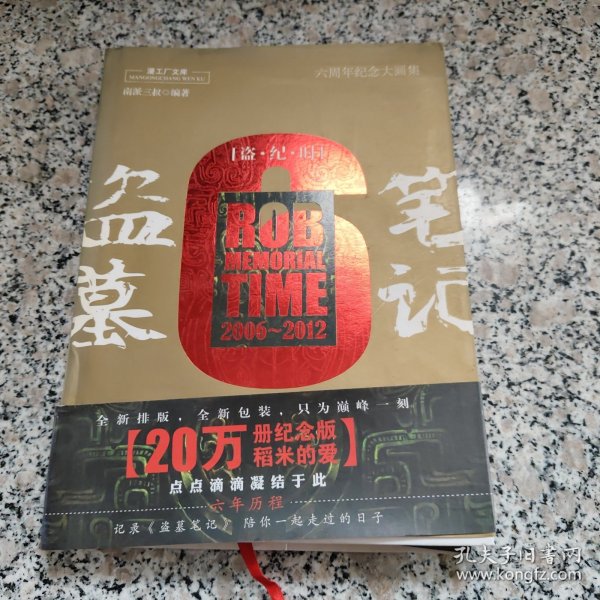 漫工厂文库
MANGONGCHANG WEN KU
南派三叔◎编著
六周年纪念大画集
盗墓笔记
[盗·纪·时]
ROB
MEMORIAL
TIME
2006~2012
全新排版，全新包装，只为巅峰一刻
【20万册纪念版
稻米的爱】
点点滴滴凝结于此
六年历程
记录《盗墓笔记》陪你一起走过的日子
孔夫子旧书网
www.kongfz.com